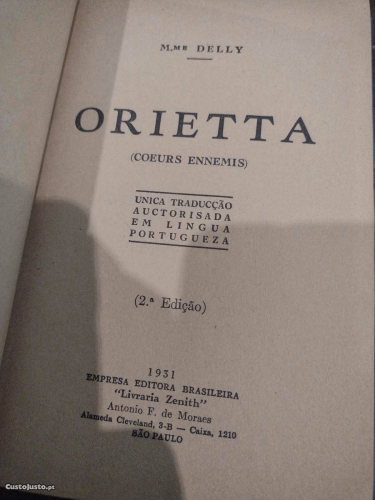 M.ME DELLY
ORIETTA
(COEURS ENNEMIS)
UNICA TRADUCÇÃO
AUCTORISADA
EM LINGUA
PORTUGUEZA
(2.ª Edição)
1931
EMPRESA EDITORA BRASILEIRA
"Livraria Zenith"
Antonio F. de Moraes
Alameda Cleveland, 3-B — Caixa, 1210
SÃO PAULO
CustoJusto.pt